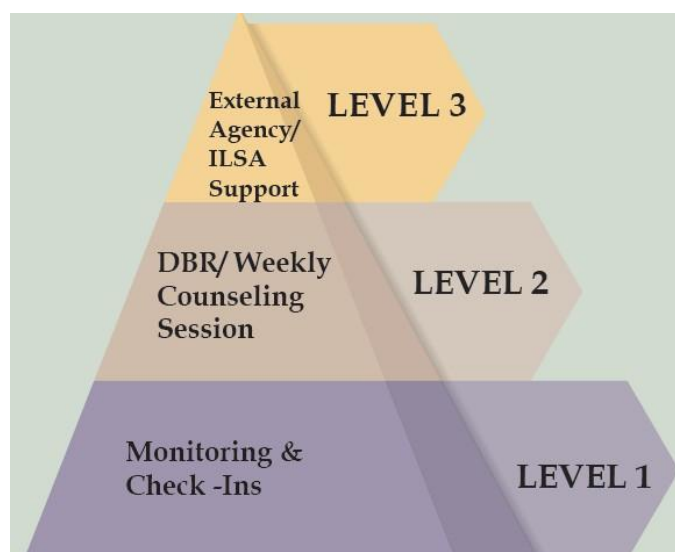 External
Agency/
ILSA
Support
LEVEL 3
DBR/ Weekly
Counseling
Session
LEVEL 2
Monitoring &
Check -Ins
LEVEL 1